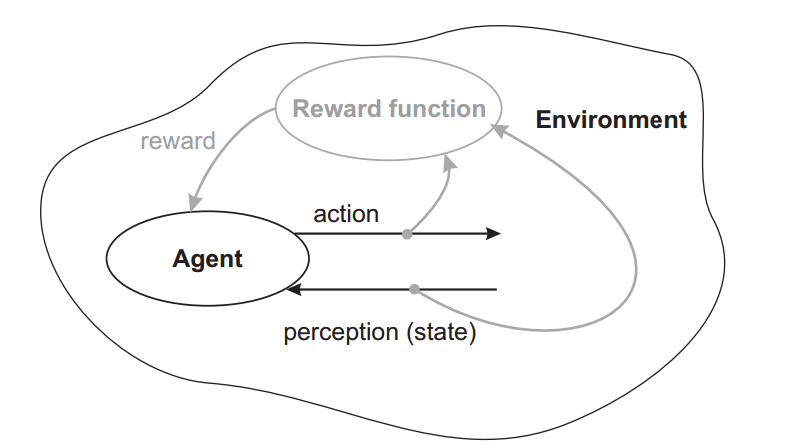 Reward function
Environment
reward
action
Agent
perception (state)